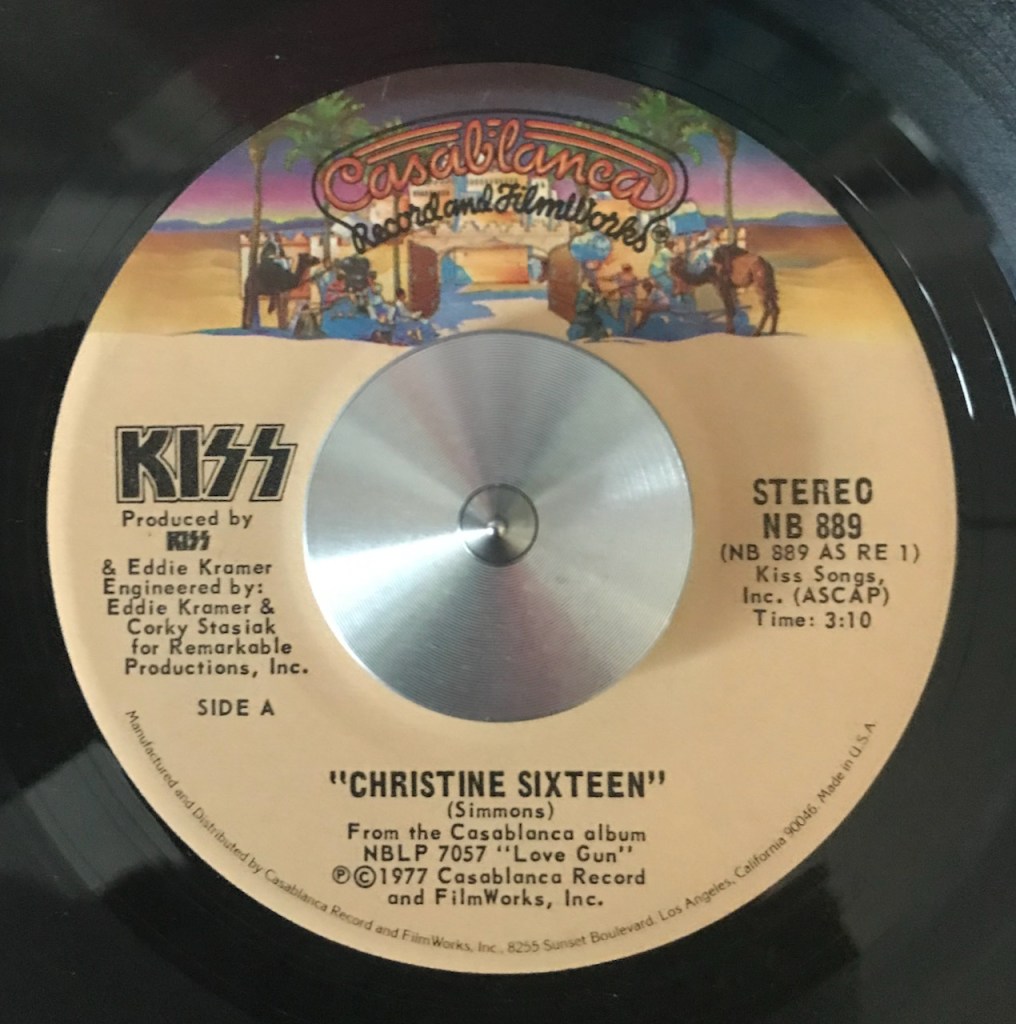 Casablanca
Record and FilmWorks®
KISS
Produced by
KISS
& Eddie Kramer
Engineered by:
Eddie Kramer &
Corky Stasiak
for Remarkable
Productions, Inc.
SIDE A
STEREO
NB 889
(NB 889 AS RE 1)
Kiss Songs,
Inc. (ASCAP)
Time: 3:10
"CHRISTINE SIXTEEN"
(Simmons)
From the Casablanca album
NBLP 7057 "Love Gun"
℗©1977 Casablanca Record
and FilmWorks, Inc.
Manufactured and Distributed by Casablanca Record and FilmWorks, Inc., 8255 Sunset Boulevard, Los Angeles, California 90046. Made in U.S.A.